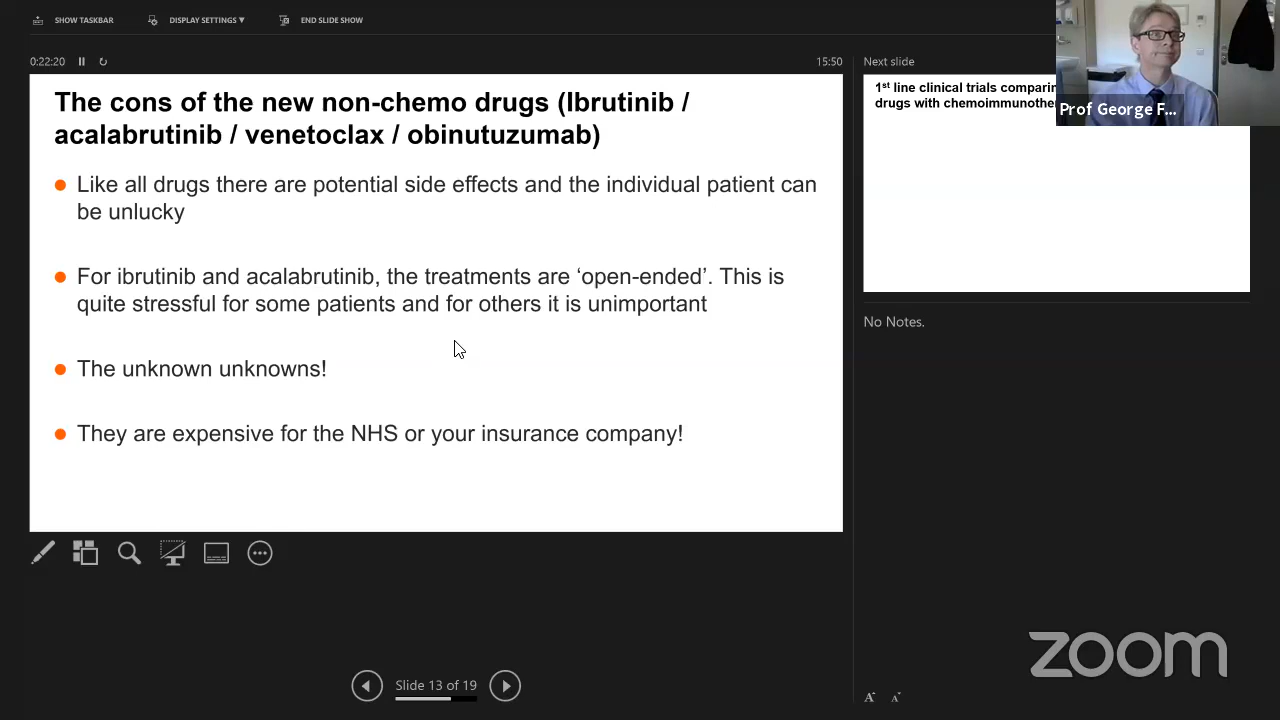 SHOW TASKBAR DISPLAY SETTINGS ▼ END SLIDE SHOW
0:22:20 15:50
The cons of the new non-chemo drugs (Ibrutinib /
acalabrutinib / venetoclax / obinutuzumab)
Like all drugs there are potential side effects and the individual patient can
be unlucky
For ibrutinib and acalabrutinib, the treatments are ‘open-ended’. This is
quite stressful for some patients and for others it is unimportant
The unknown unknowns!
They are expensive for the NHS or your insurance company!
Slide 13 of 19
Next slide
1st line clinical trials
drugs with
Prof George F...
No Notes.
A A
zoom